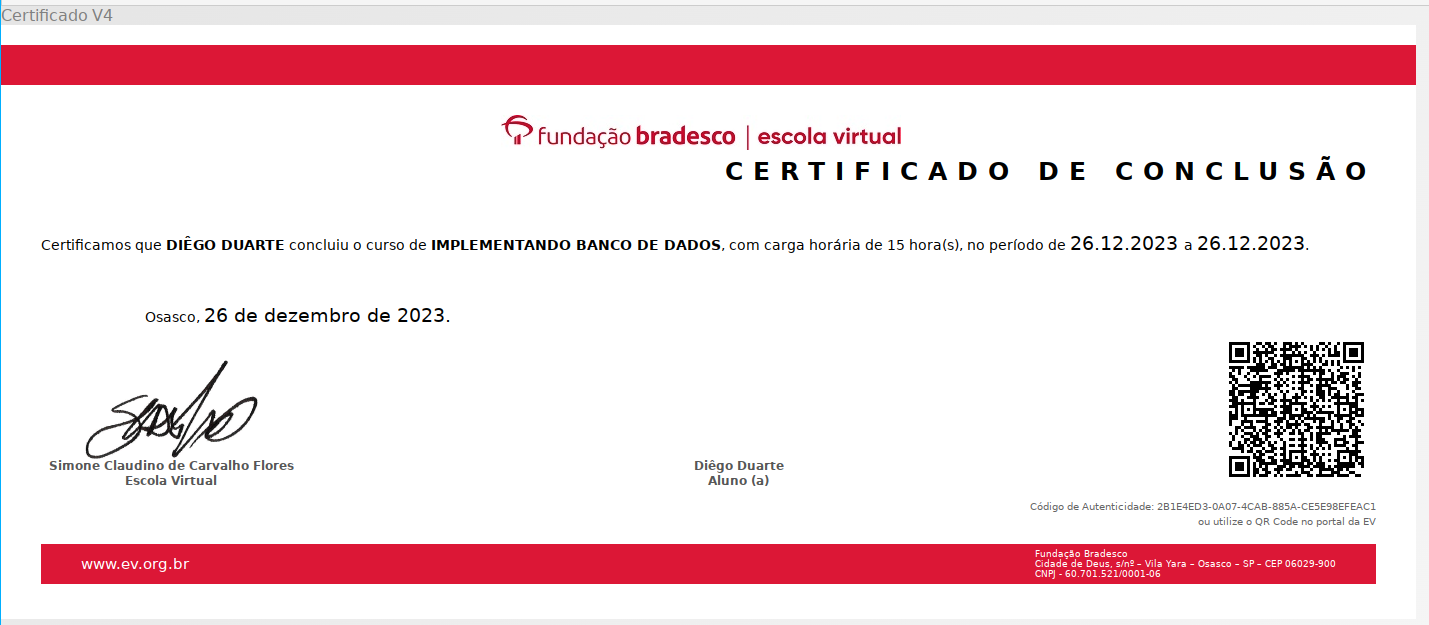 Certificado V4
fundação bradesco | escola virtual
CERTIFICADO DE CONCLUSÃO
Certificamos que DIÊGO DUARTE concluiu o curso de IMPLEMENTANDO BANCO DE DADOS, com carga horária de 15 hora(s), no período de 26.12.2023 a 26.12.2023.
Osasco, 26 de dezembro de 2023.
Simone Claudino de Carvalho Flores
Escola Virtual
Diêgo Duarte
Aluno (a)
Código de Autenticidade: 2B1E4ED3-0A07-4CAB-885A-CE5E98EFEAC1
ou utilize o QR Code no portal da EV
www.ev.org.br
Fundação Bradesco
Cidade de Deus, s/nº – Vila Yara – Osasco – SP – CEP 06029-900
CNPJ - 60.701.521/0001-06